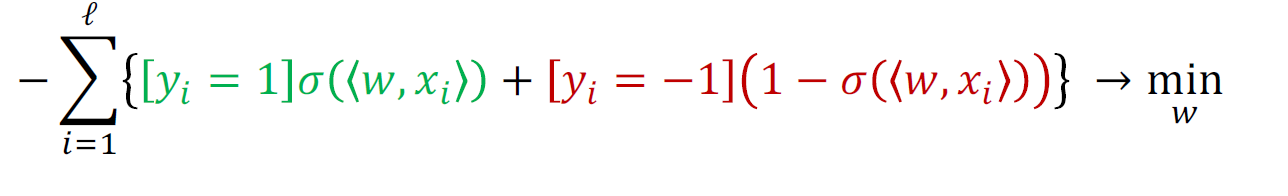 − ∑_{i=1}^{ℓ} {[y_i = 1]σ(⟨w, x_i⟩) + [y_i = −1](1 − σ(⟨w, x_i⟩))} → min_w